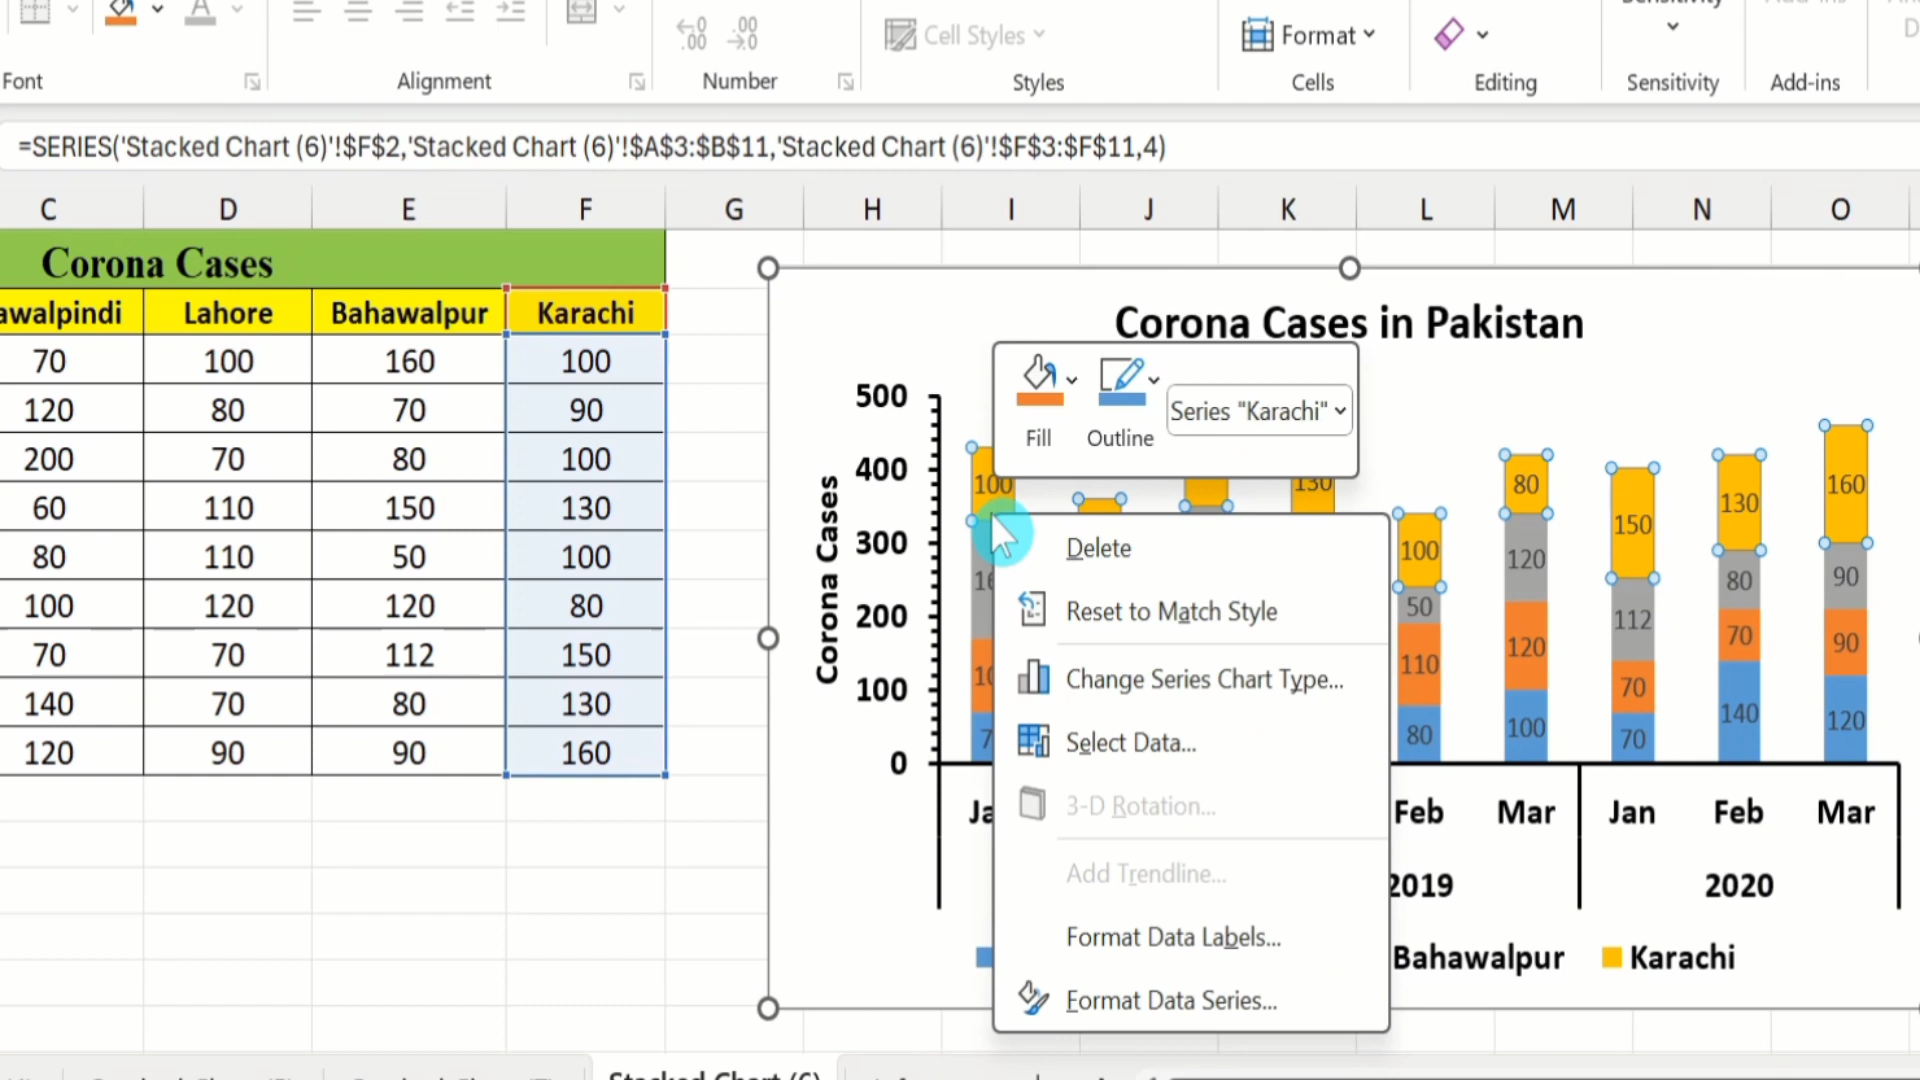 Cell Styles
Format
Font
Alignment
Number
Styles
Cells
Editing
Sensitivity
Add-ins
=SERIES('Stacked Chart (6)'!$F$2,'Stacked Chart (6)'!$A$3:$B$11,'Stacked Chart (6)'!$F$3:$F$11,4)
C D E F G H I J K L M N O
Corona Cases
awalpindi Lahore Bahawalpur Karachi
70 100 160 100
120 80 70 90
200 70 80 100
60 110 150 130
80 110 50 100
100 120 120 80
70 70 112 150
140 70 80 130
120 90 90 160
Corona Cases in Pakistan
Fill
Outline
Series "Karachi"
Corona Cases
500
400
300
200
100
0
100 130 100 80 150 130 160
50 120 112 80 90
110 120 70 70 90
80 100 70 140 120
Delete
Reset to Match Style
Change Series Chart Type...
Select Data...
3-D Rotation...
Add Trendline...
Format Data Labels...
Format Data Series...
Feb Mar Jan Feb Mar
2019 2020
Bahawalpur Karachi
Stacked Chart (6)